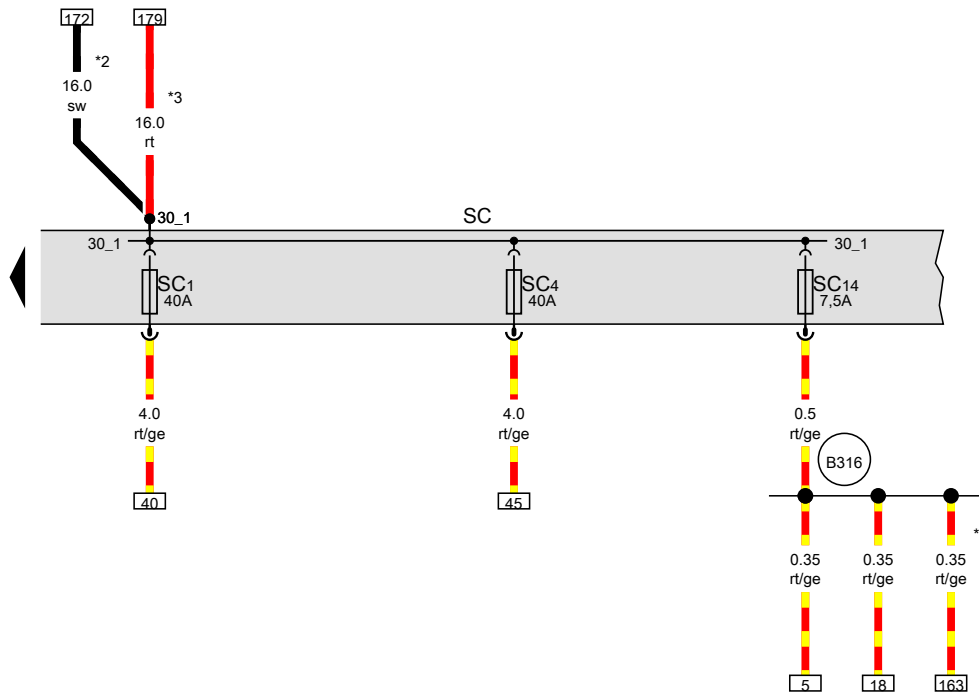 172
179
*2
16.0
sw
*3
16.0
rt
30_1
SC
30_1
30_1
SC1
40A
SC4
40A
SC14
7,5A
4.0
rt/ge
4.0
rt/ge
0.5
rt/ge
B316
40
45
*
0.35
rt/ge
0.35
rt/ge
0.35
rt/ge
5
18
163